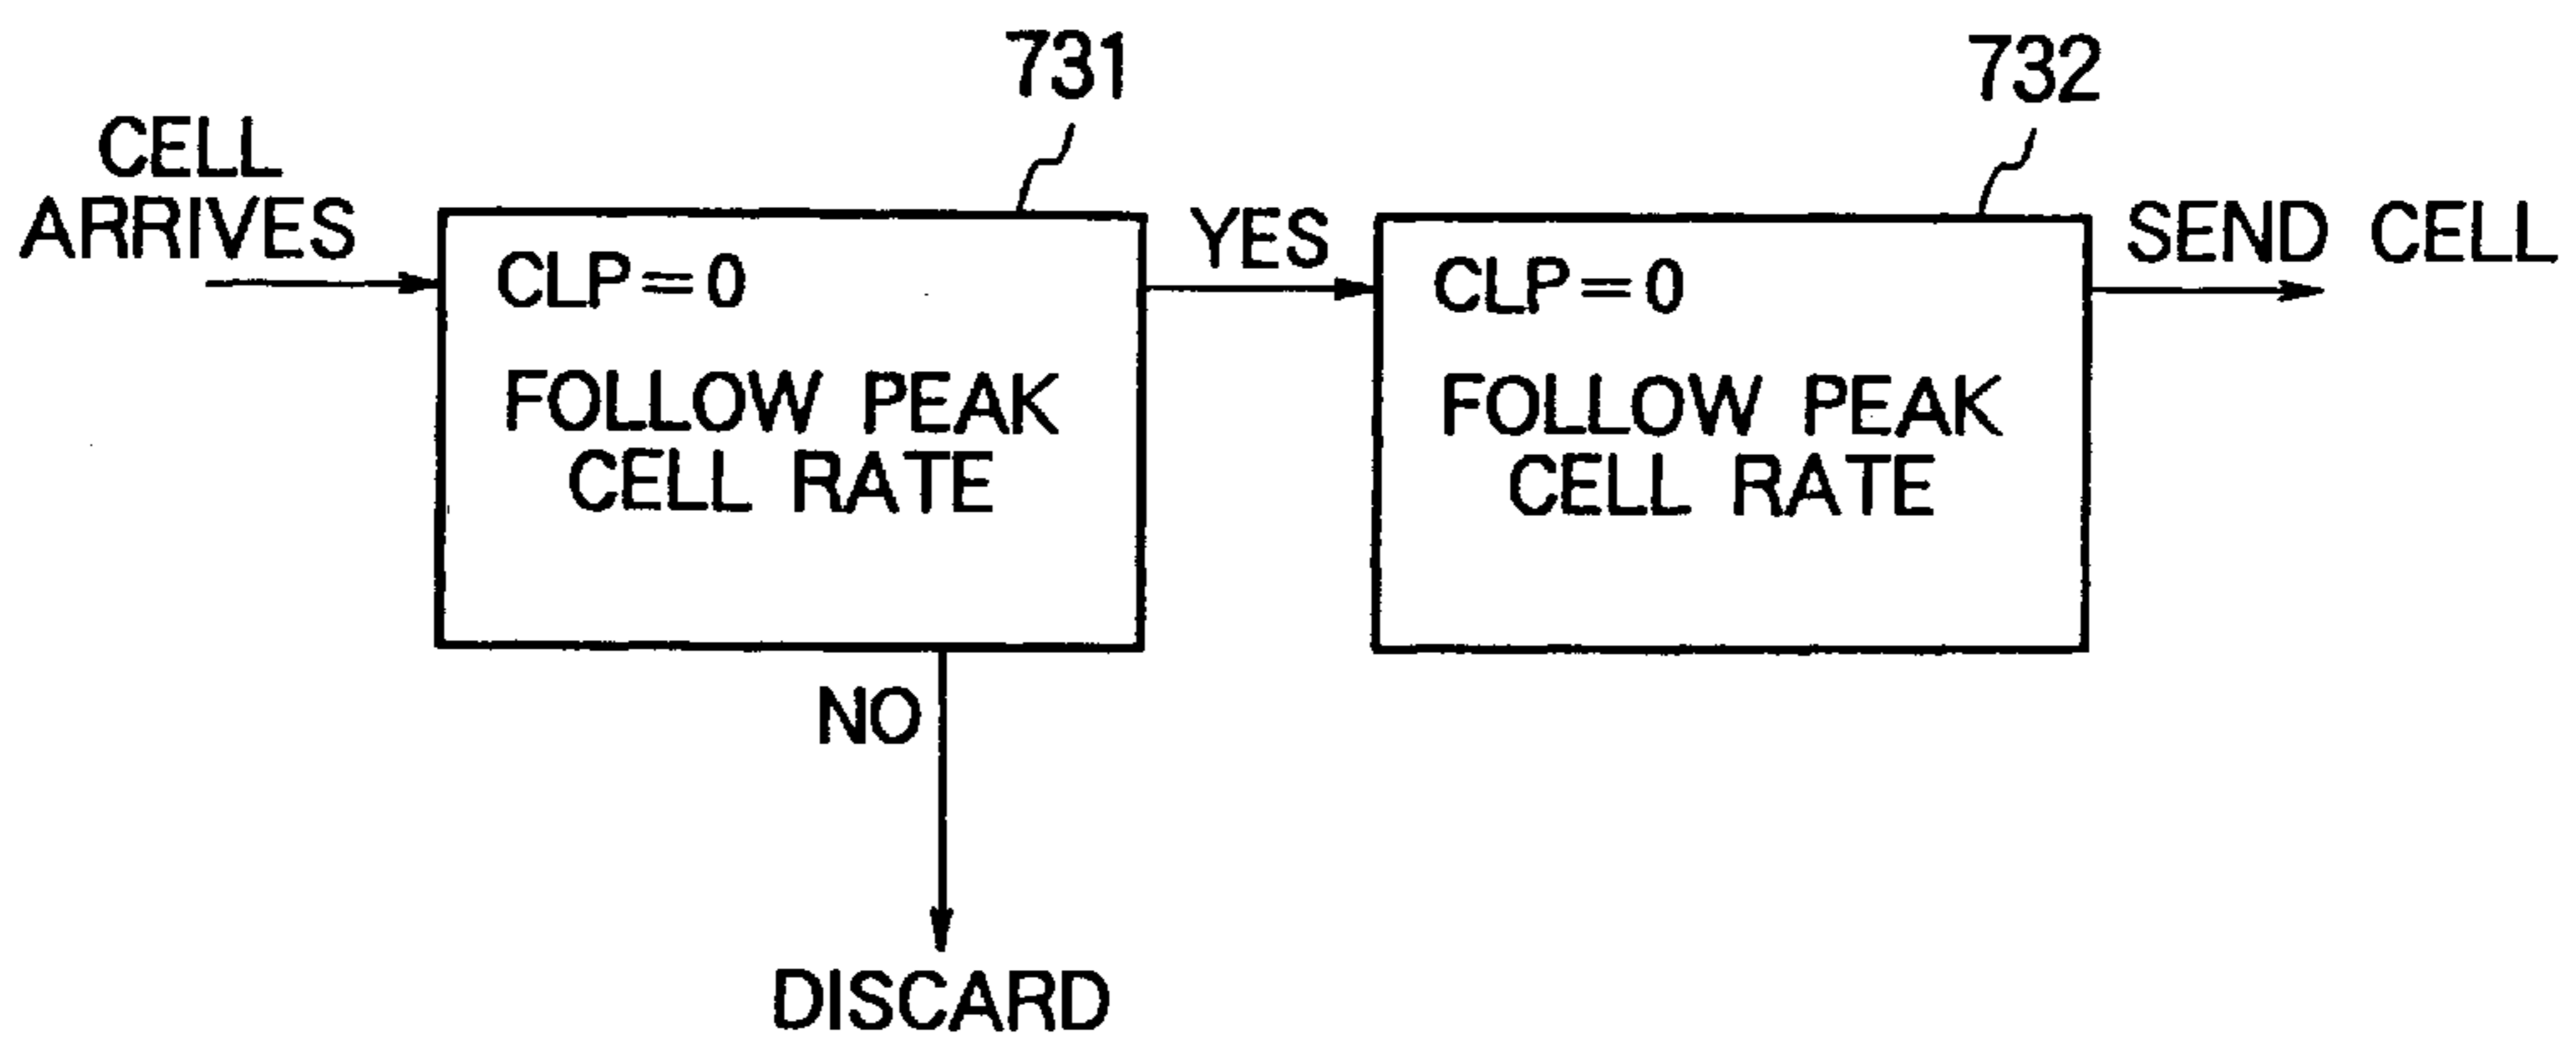 731
732
CELL
ARRIVES
YES
SEND CELL
CLP=0
FOLLOW PEAK
CELL RATE
CLP=0
FOLLOW PEAK
CELL RATE
NO
DISCARD